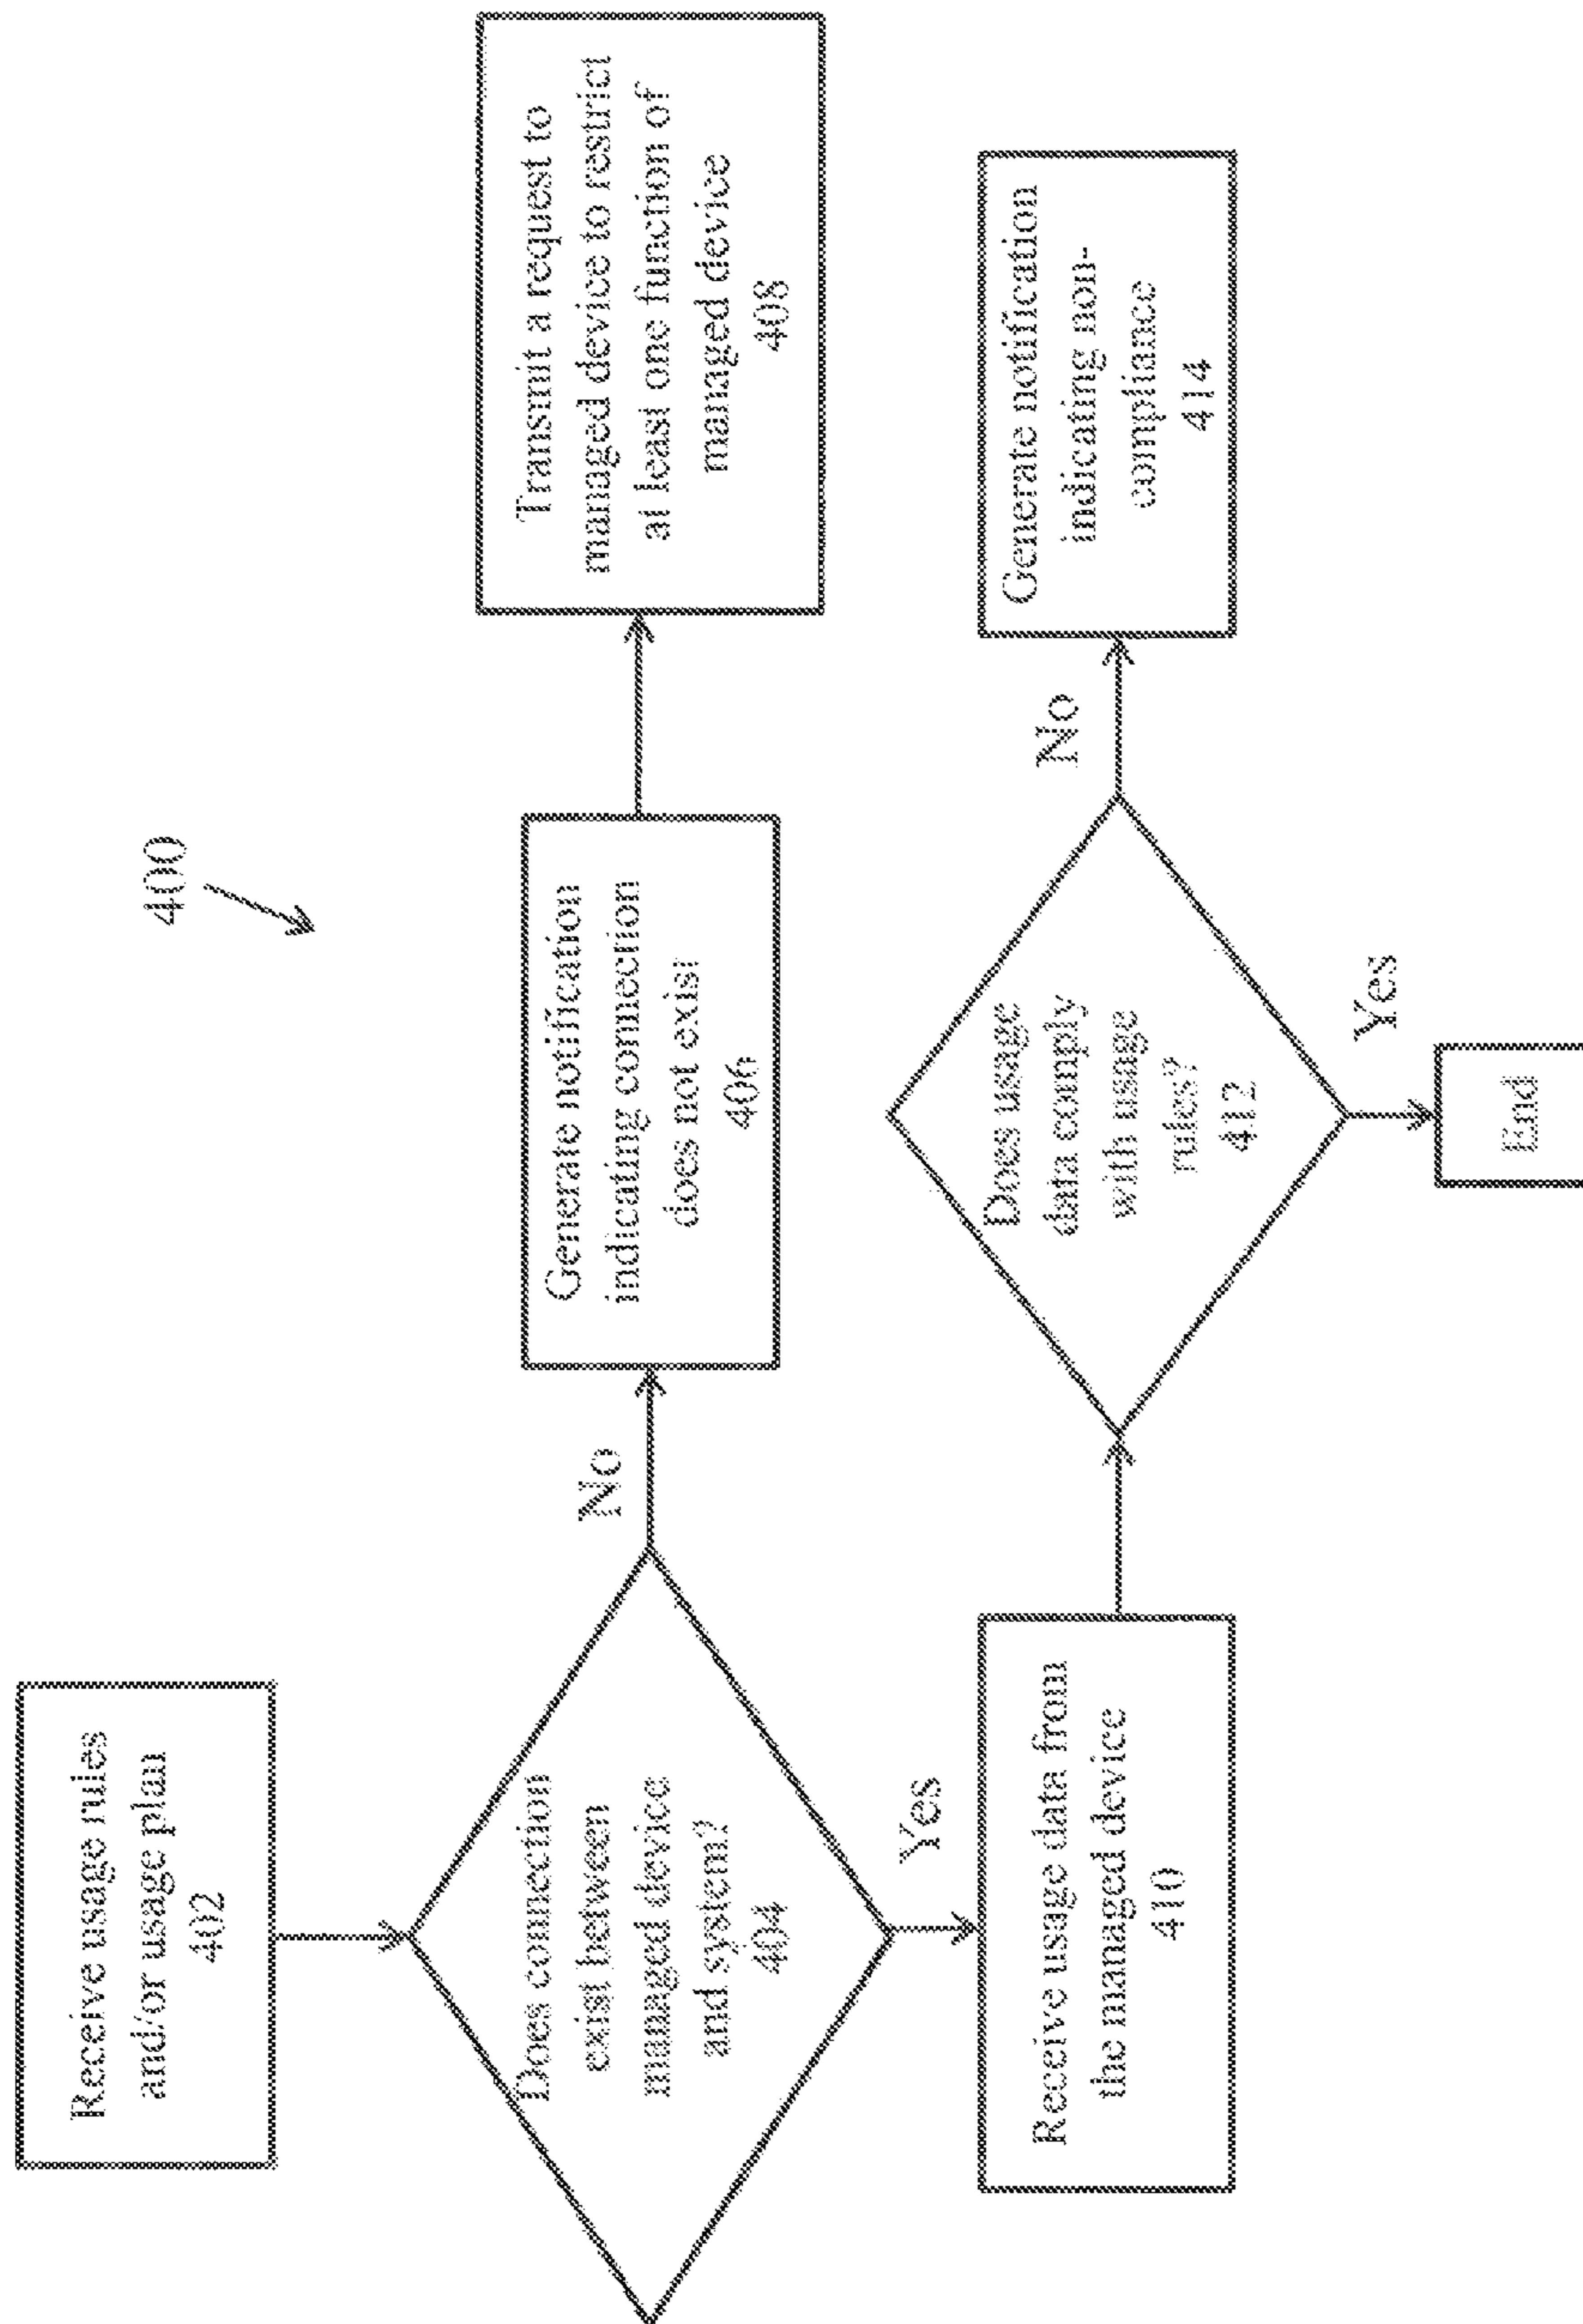 400
Receive usage rules
and/or usage plan
402
Does connection
exist between
managed device
and system?
404
No
Generate notification
indicating connection
does not exist
406
Transmit a request to
managed device to restrict
at least one function of
managed device
408
Yes
Receive usage data from
the managed device
410
Does usage
data comply
with usage
rules?
412
No
Generate notification
indicating non-
compliance
414
Yes
End